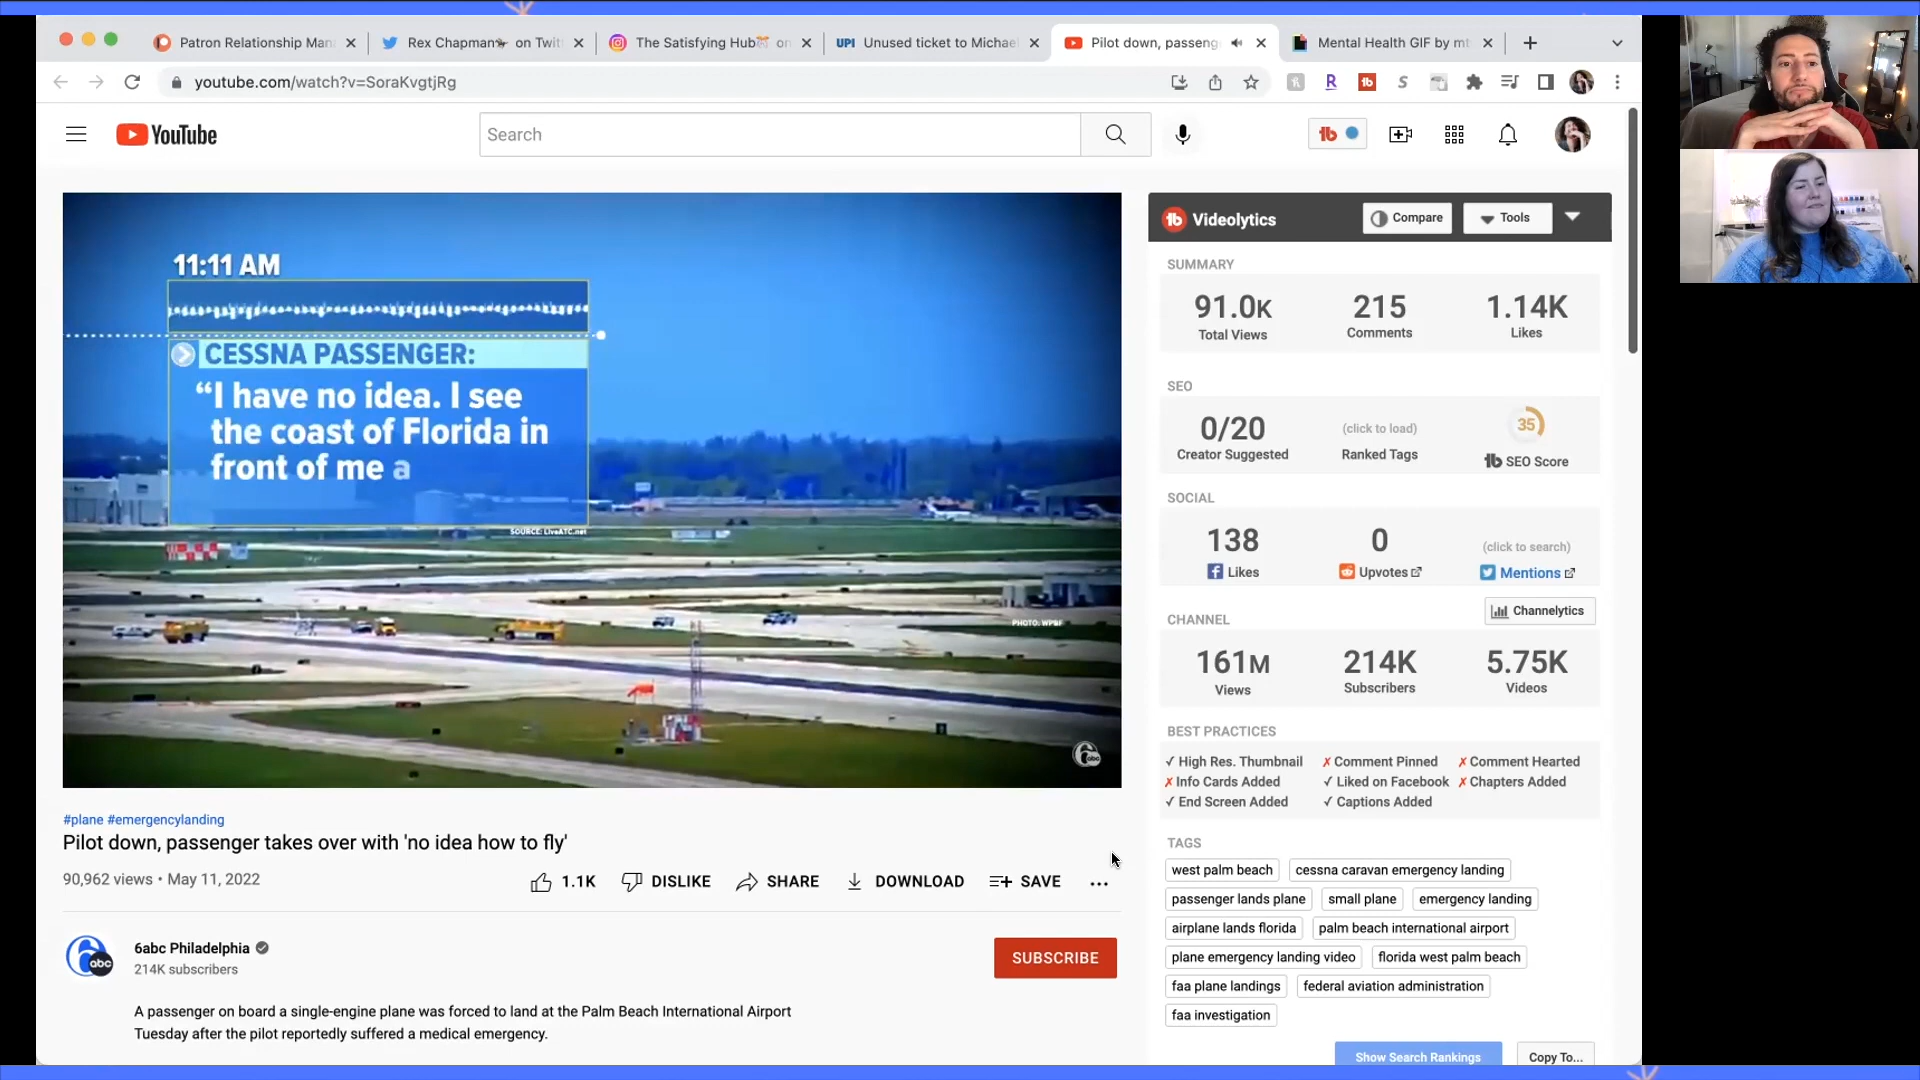 Patron Relationship Man
Rex Chapman on Twit
The Satisfying Hub on
UPI Unused ticket to Michael
Pilot down, passeng
Mental Health GIF by mt
youtube.com/watch?v=SoraKvgtjRg
YouTube
Search
11:11 AM
CESSNA PASSENGER:
“I have no idea. I see
the coast of Florida in
front of me a
SOURCE: LiveATC.net
PHOTO: WPBF
6abc
#plane #emergencylanding
Pilot down, passenger takes over with 'no idea how to fly'
90,962 views • May 11, 2022
1.1K DISLIKE SHARE DOWNLOAD SAVE
abc
6abc Philadelphia
214K subscribers
SUBSCRIBE
A passenger on board a single-engine plane was forced to land at the Palm Beach International Airport
Tuesday after the pilot reportedly suffered a medical emergency.
tb Videolytics Compare Tools
SUMMARY
91.0K 215 1.14K
Total Views Comments Likes
SEO
0/20 (click to load) 35
Creator Suggested Ranked Tags tb SEO Score
SOCIAL
138 0 (click to search)
Likes Upvotes Mentions
CHANNEL Channelytics
161M 214K 5.75K
Views Subscribers Videos
BEST PRACTICES
✓ High Res. Thumbnail ✗ Comment Pinned ✗ Comment Hearted
✗ Info Cards Added ✓ Liked on Facebook ✗ Chapters Added
✓ End Screen Added ✓ Captions Added
TAGS
west palm beach cessna caravan emergency landing
passenger lands plane small plane emergency landing
airplane lands florida palm beach international airport
plane emergency landing video florida west palm beach
faa plane landings federal aviation administration
faa investigation
Show Search Rankings Copy To...